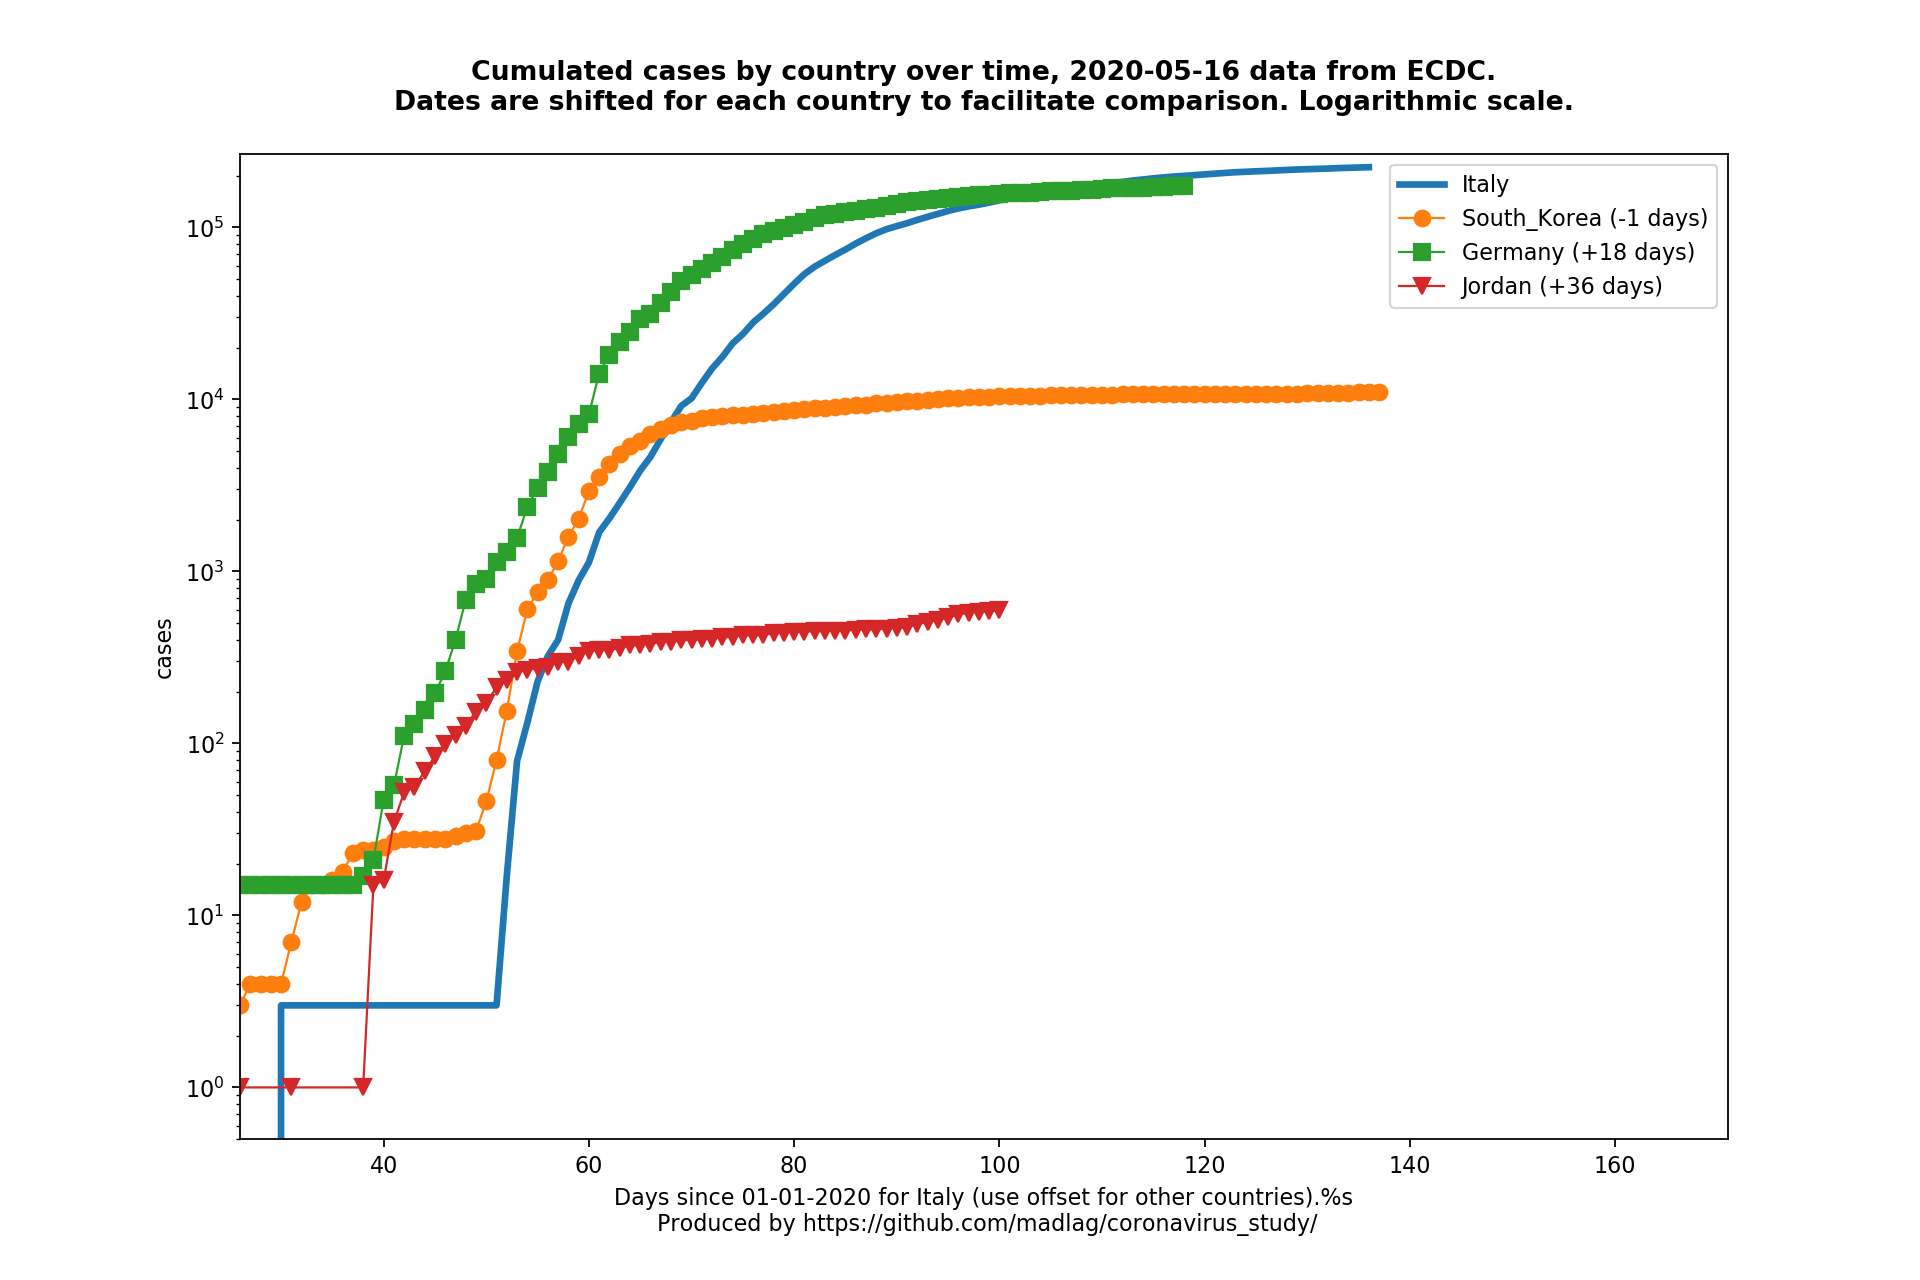 Cumulated cases by country over time, 2020-05-16 data from ECDC.
Dates are shifted for each country to facilitate comparison. Logarithmic scale.
Italy
South_Korea (-1 days)
Germany (+18 days)
Jordan (+36 days)
cases
10^5
10^4
10^3
10^2
10^1
10^0
40 60 80 100 120 140 160
Days since 01-01-2020 for Italy (use offset for other countries).%s
Produced by https://github.com/madlag/coronavirus_study/